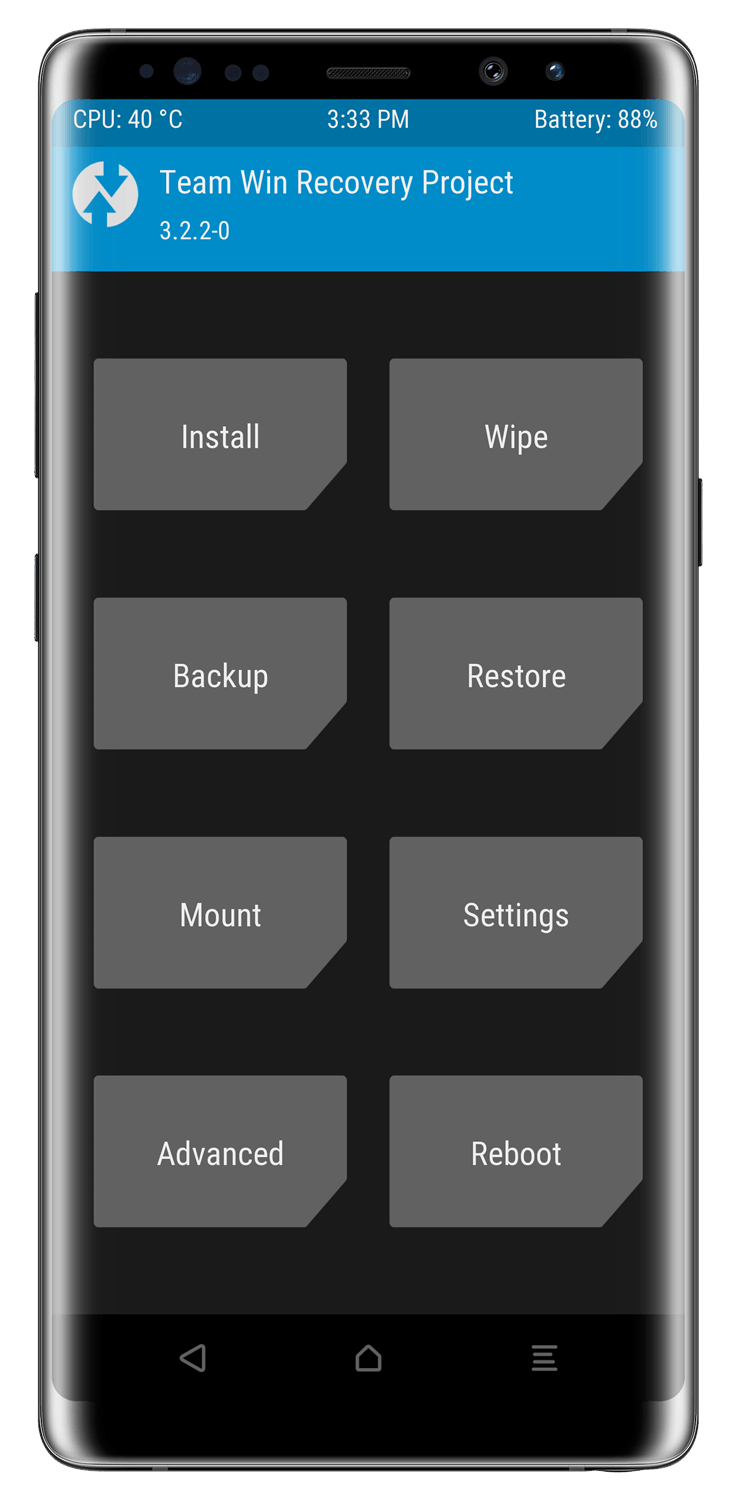 CPU: 40 °C 3:33 PM Battery: 88%
Team Win Recovery Project
3.2.2-0
Install Wipe
Backup Restore
Mount Settings
Advanced Reboot